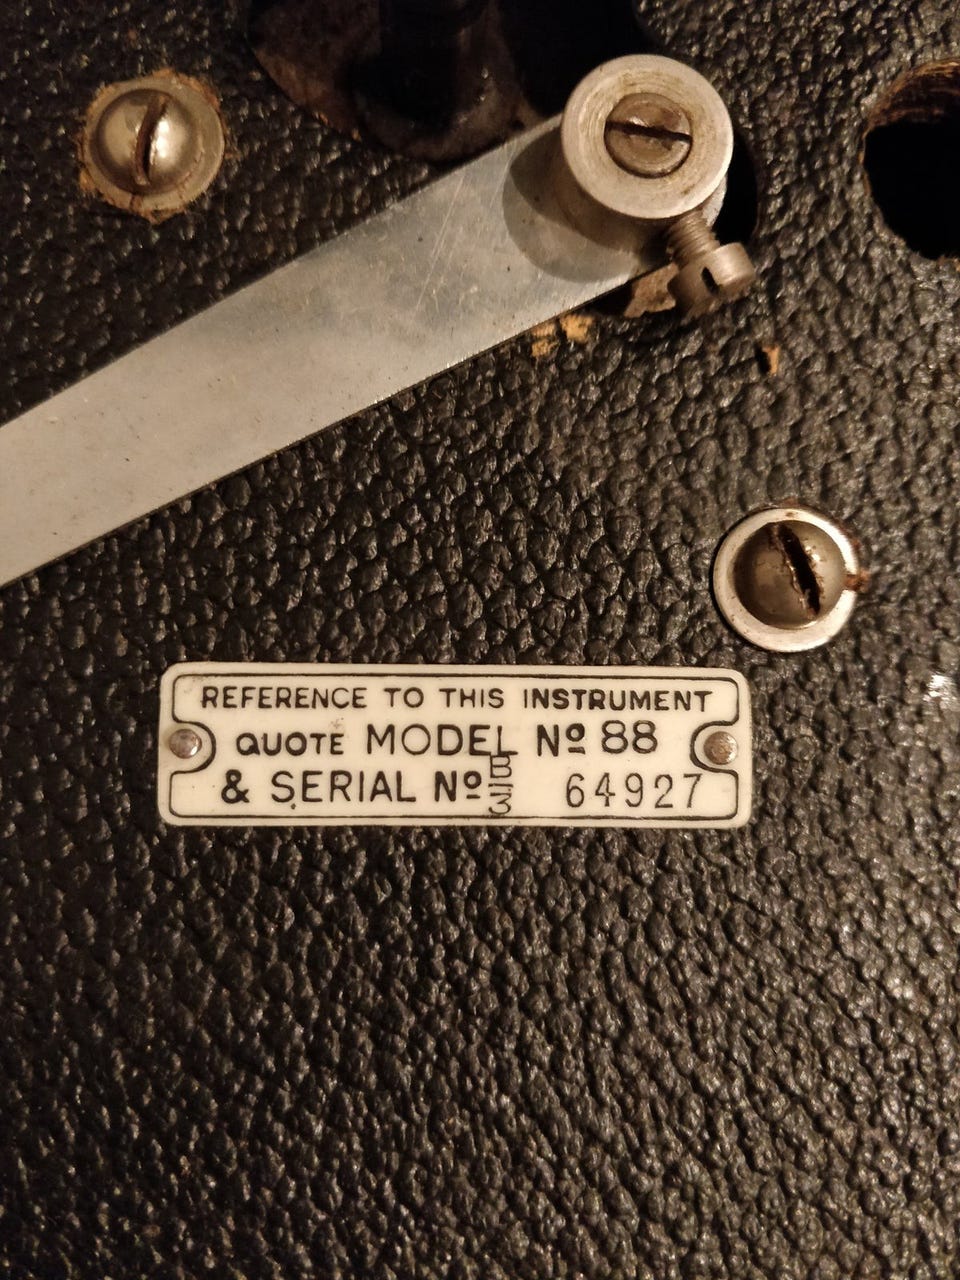 REFERENCE TO THIS INSTRUMENT
QUOTE MODEL Nº 88
& SERIAL Nº 64927